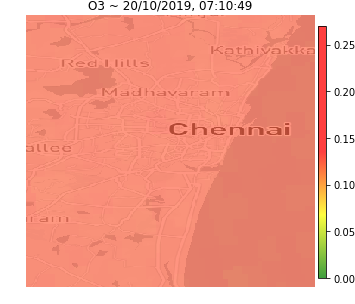 O3 ~ 20/10/2019, 07:10:49
Kathivakka
Red Hills
Madhavaram
Chennai
allee
ram
0.25
0.20
0.15
0.10
0.05
0.00